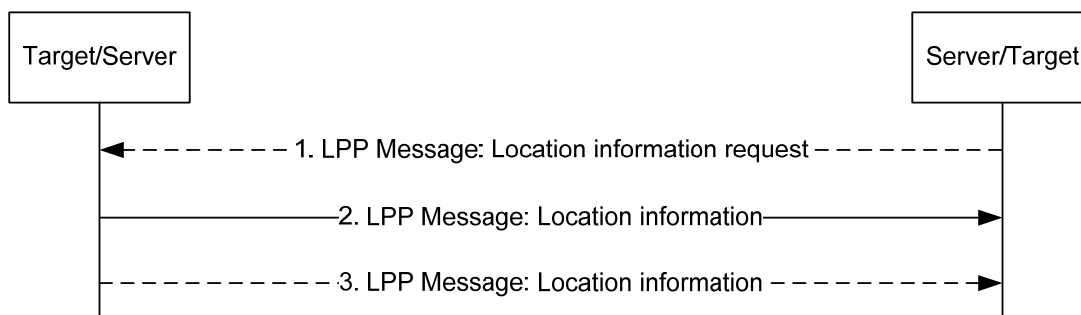 Target/Server
Server/Target
1. LPP Message: Location information request
2. LPP Message: Location information
3. LPP Message: Location information